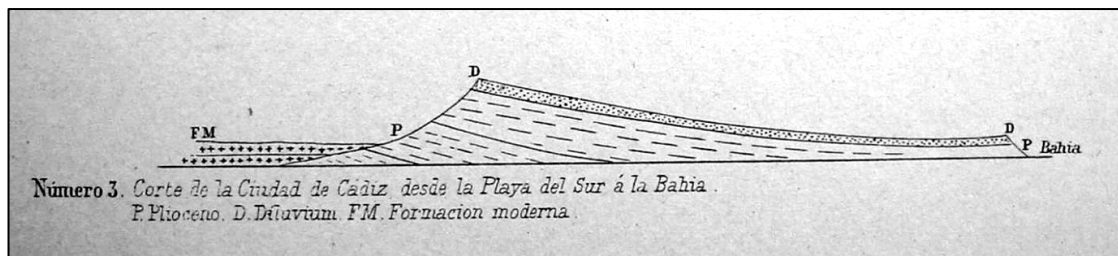 D
F M
P
D
P Bahia
Número 3. Corte de la Ciudad de Cádiz desde la Playa del Sur á la Bahia.
P. Plioceno. D. Diluvium. FM. Formacion moderna.